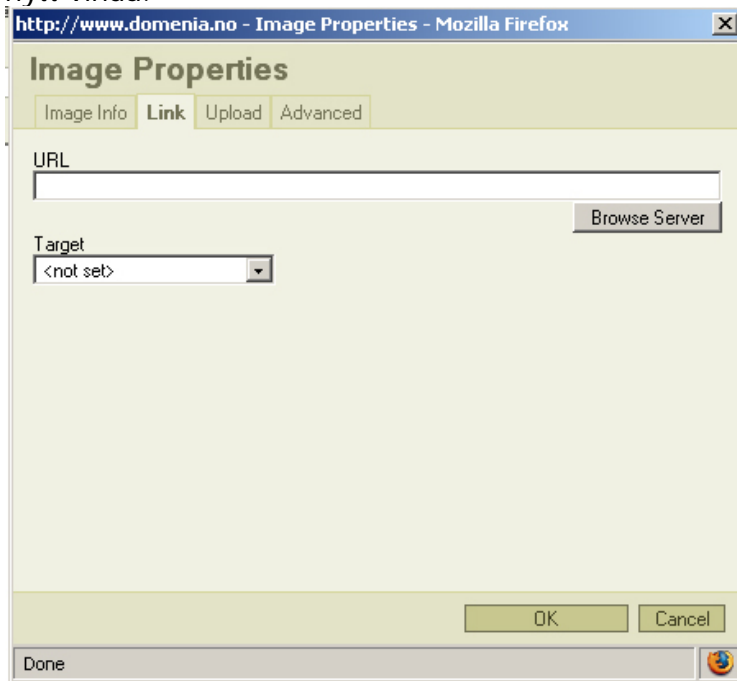 http://www.domenia.no - Image Properties - Mozilla Firefox
Image Properties
Image Info Link Upload Advanced
URL
Browse Server
Target
<not set>
OK Cancel
Done